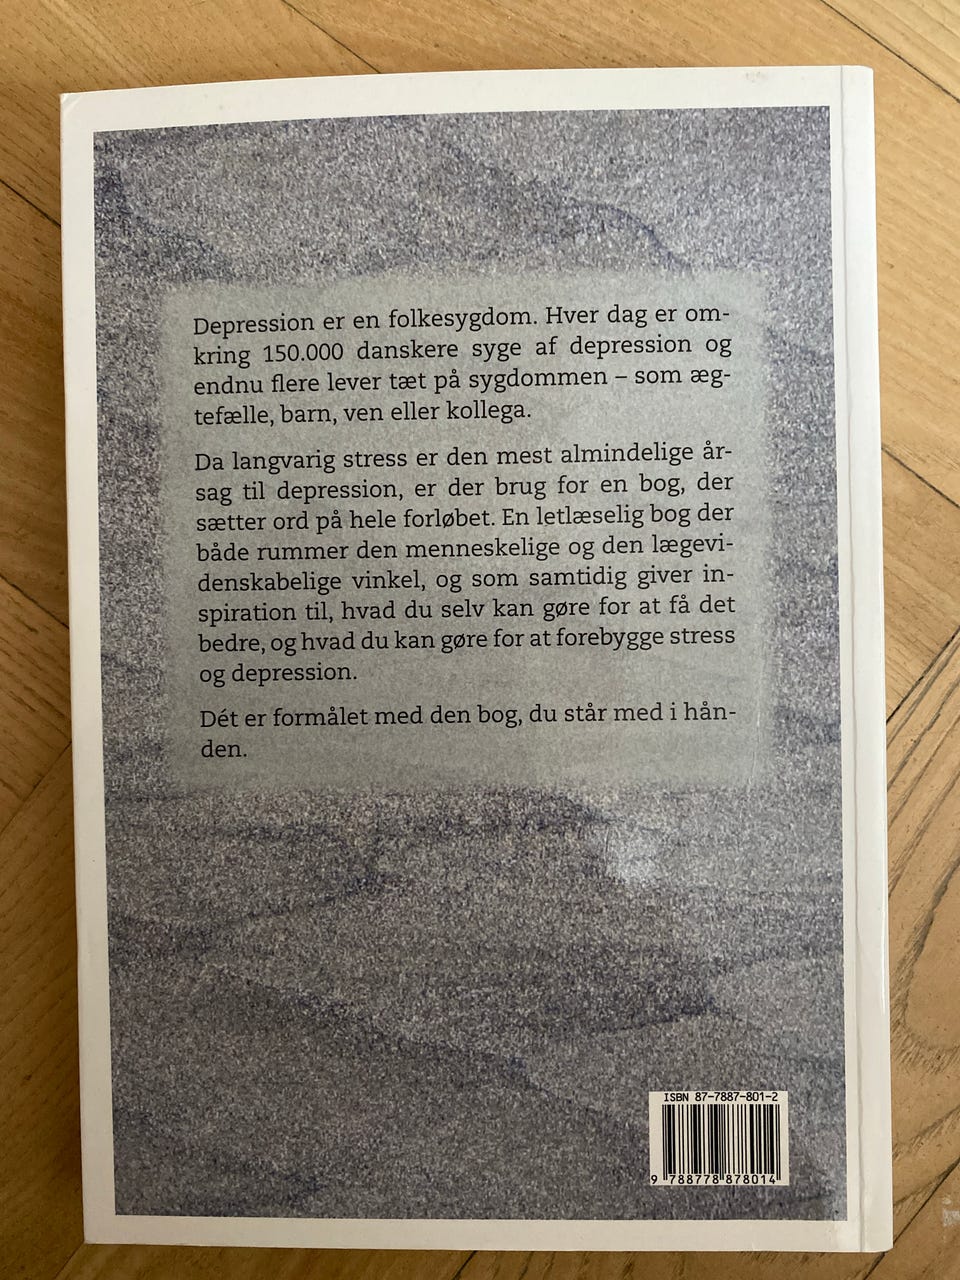 Depression er en folkesygdom. Hver dag er om-
kring 150.000 danskere syge af depression og
endnu flere lever tæt på sygdommen – som æg-
tefælle, barn, ven eller kollega.
Da langvarig stress er den mest almindelige år-
sag til depression, er der brug for en bog, der
sætter ord på hele forløbet. En letlæselig bog der
både rummer den menneskelige og den lægevi-
denskabelige vinkel, og som samtidig giver in-
spiration til, hvad du selv kan gøre for at få det
bedre, og hvad du kan gøre for at forebygge stress
og depression.
Dét er formålet med den bog, du står med i hån-
den.
ISBN 87-7887-801-2
9 788778 878014